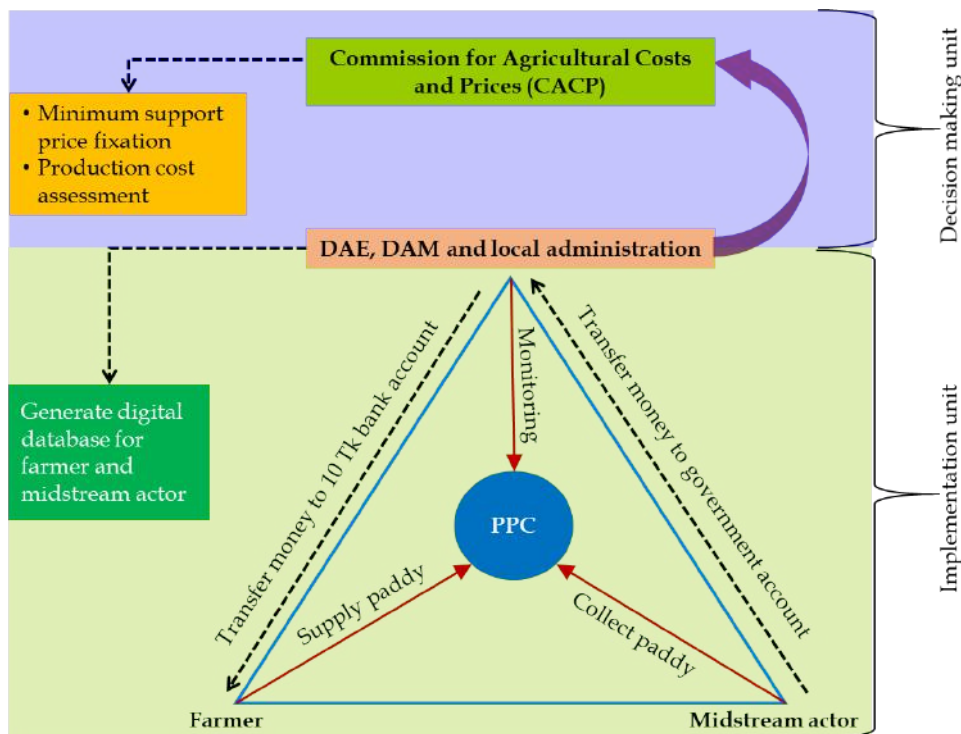 Commission for Agricultural Costs
and Prices (CACP)
• Minimum support
price fixation
• Production cost
assessment
Decision making unit
DAE, DAM and local administration
Generate digital
database for
farmer and
midstream actor
Transfer money to 10 Tk bank account
Monitoring
Transfer money to government account
PPC
Supply paddy
Collect paddy
Implementation unit
Farmer
Midstream actor